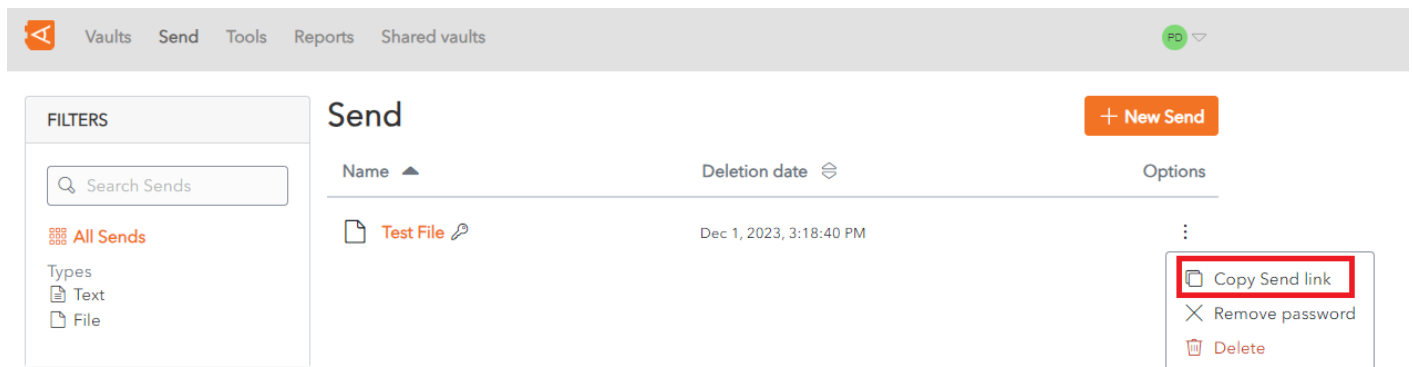 Vaults Send Tools Reports Shared vaults PD
FILTERS
Search Sends
All Sends
Types
Text
File
Send
+ New Send
Name Deletion date Options
Test File Dec 1, 2023, 3:18:40 PM
Copy Send link
Remove password
Delete